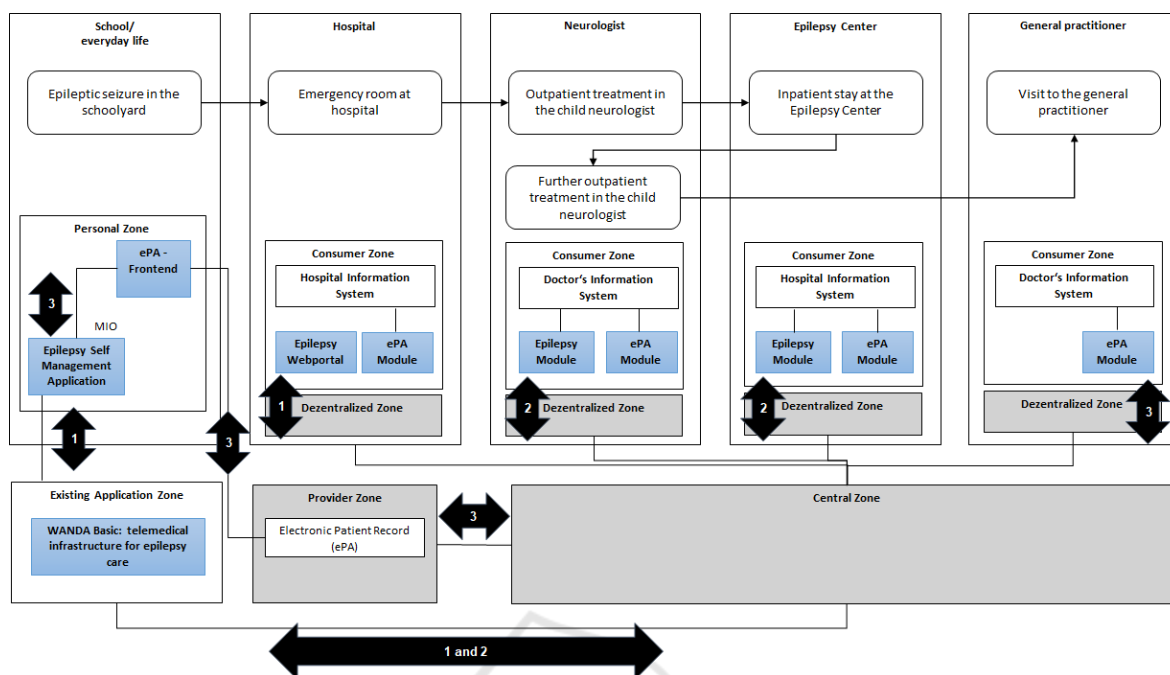 School/
everyday life
Hospital
Neurologist
Epilepsy Center
General practitioner
Epileptic seizure in the
schoolyard
Emergency room at
hospital
Outpatient treatment in
the child neurologist
Inpatient stay at the
Epilepsy Center
Visit to the general
practitioner
Further outpatient
treatment in the child
neurologist
Personal Zone
ePA -
Frontend
3
MIO
Epilepsy Self
Management
Application
Consumer Zone
Hospital Information
System
Epilepsy
Webportal
ePA
Module
1
Dezentralized Zone
Consumer Zone
Doctor's Information
System
Epilepsy
Module
ePA
Module
2
Dezentralized Zone
Consumer Zone
Hospital Information
System
Epilepsy
Module
ePA
Module
2
Dezentralized Zone
Consumer Zone
Doctor's Information
System
ePA
Module
3
Dezentralized Zone
1
3
Existing Application Zone
WANDA Basic: telemedical
infrastructure for epilepsy
care
Provider Zone
Electronic Patient Record
(ePA)
3
Central Zone
1 and 2